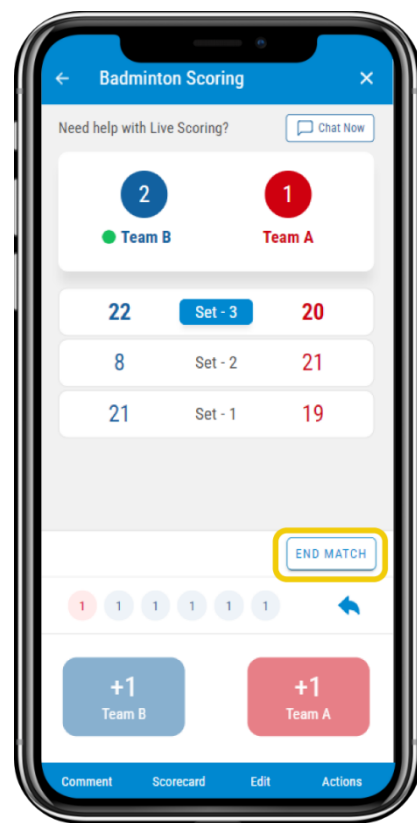 ← Badminton Scoring ×
Need help with Live Scoring? Chat Now
2 1
Team B Team A
22 Set - 3 20
8 Set - 2 21
21 Set - 1 19
END MATCH
1 1 1 1 1 1
+1 +1
Team B Team A
Comment Scorecard Edit Actions